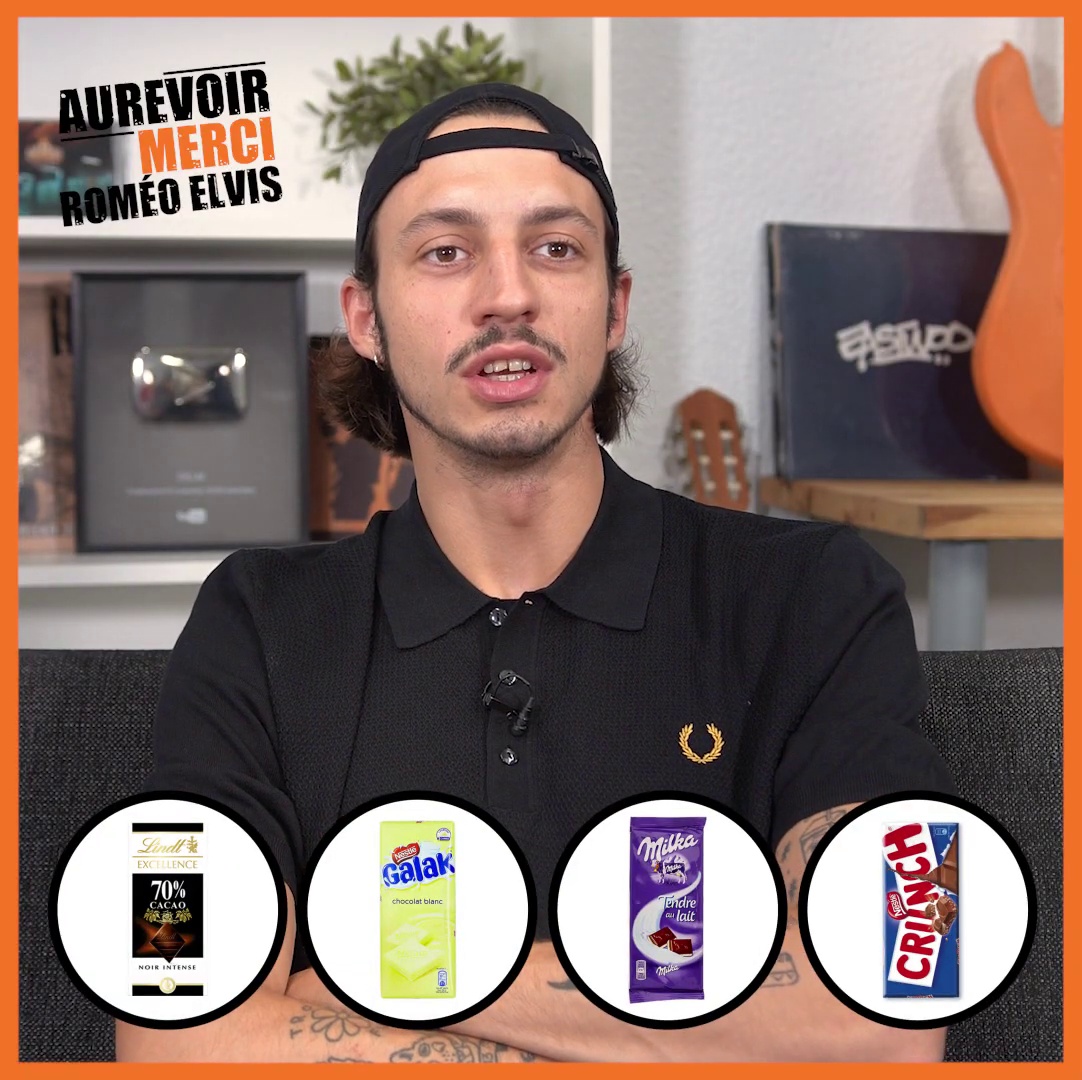 AUREVOIR
MERCI
ROMÉO ELVIS
Lindt
EXCELLENCE
70%
CACAO
NOIR INTENSE
Nestlé
Galak
chocolat blanc
Milka
Tendre
au lait
Milka
Nestlé
CRUNCH